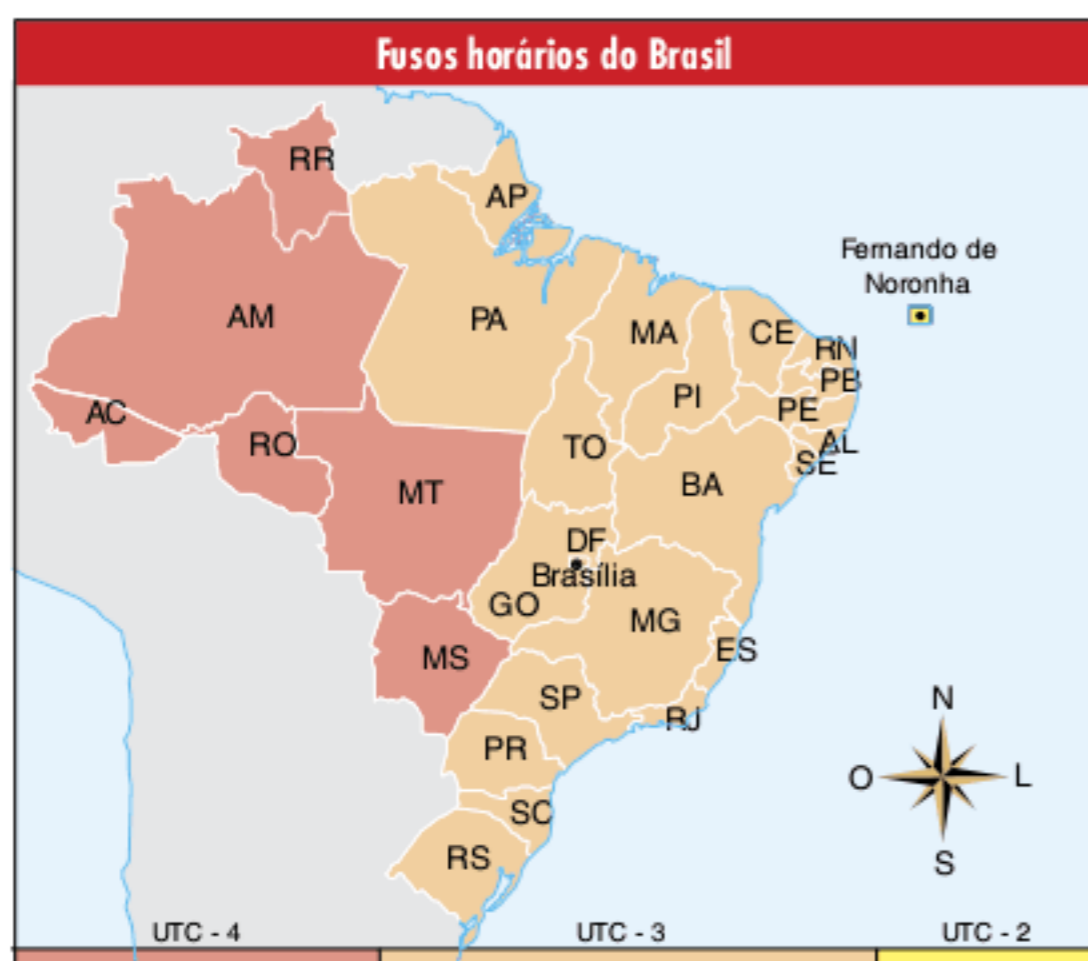 Fusos horários do Brasil
RR
AP
Fernando de
Noronha
AM
PA
MA
CE
RN
PB
PI
PE
AC
RO
TO
AL
SE
MT
BA
DF
Brasília
GO
MG
MS
ES
SP
RJ
PR
N
O
L
S
SC
RS
UTC - 4
UTC - 3
UTC - 2